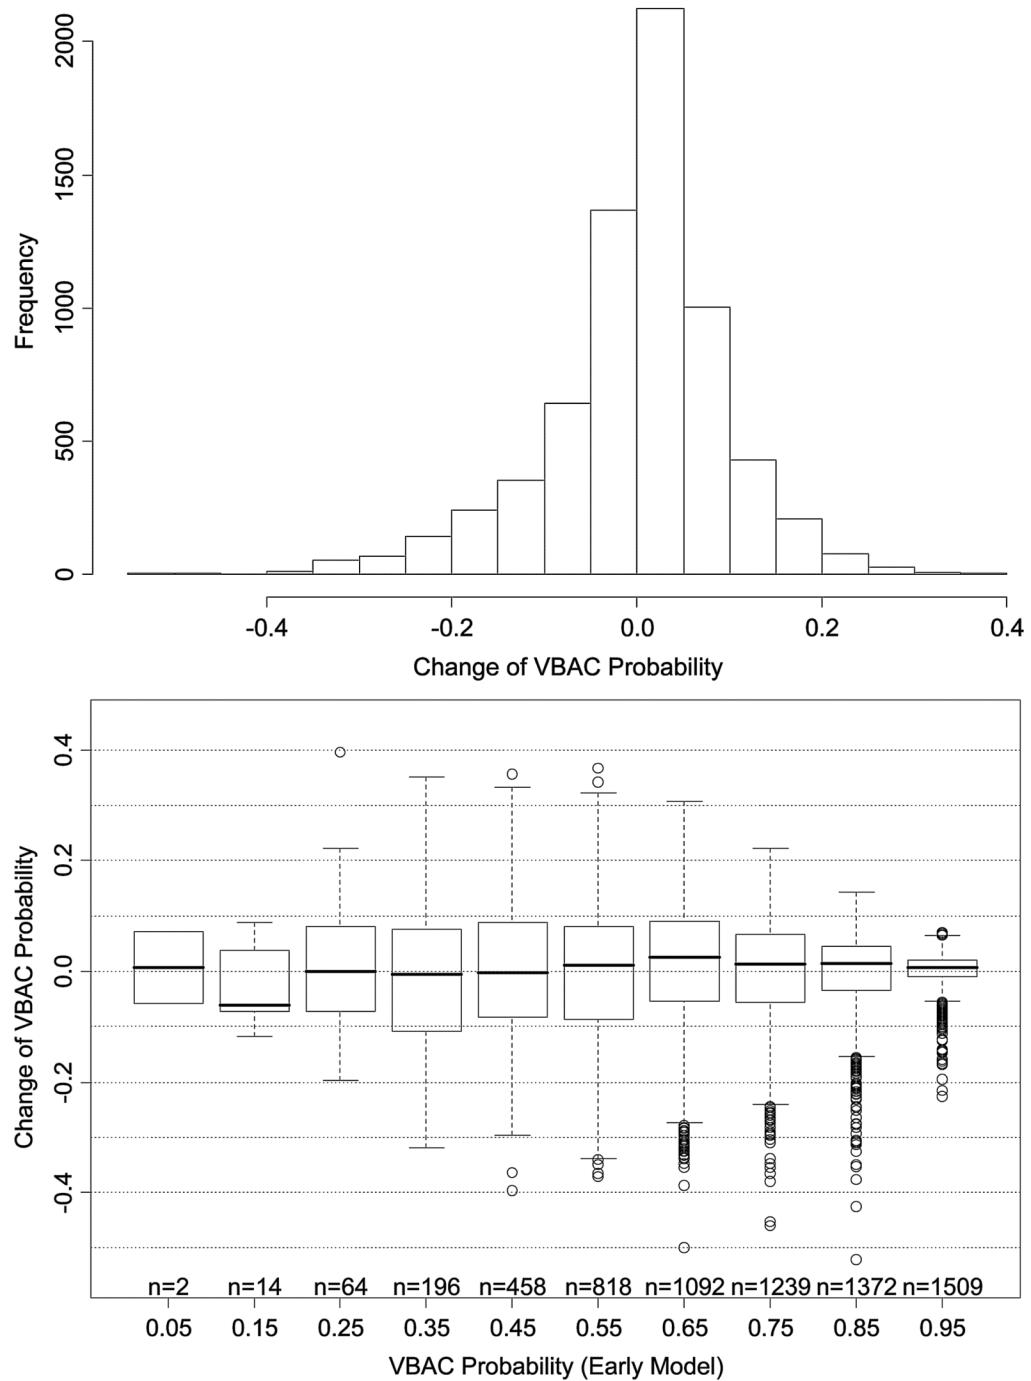 2000
1500
1000
500
0
Frequency
-0.4 -0.2 0.0 0.2 0.4
Change of VBAC Probability
0.4
0.2
0.0
-0.2
-0.4
Change of VBAC Probability
n=2 n=14 n=64 n=196 n=458 n=818 n=1092 n=1239 n=1372 n=1509
0.05 0.15 0.25 0.35 0.45 0.55 0.65 0.75 0.85 0.95
VBAC Probability (Early Model)